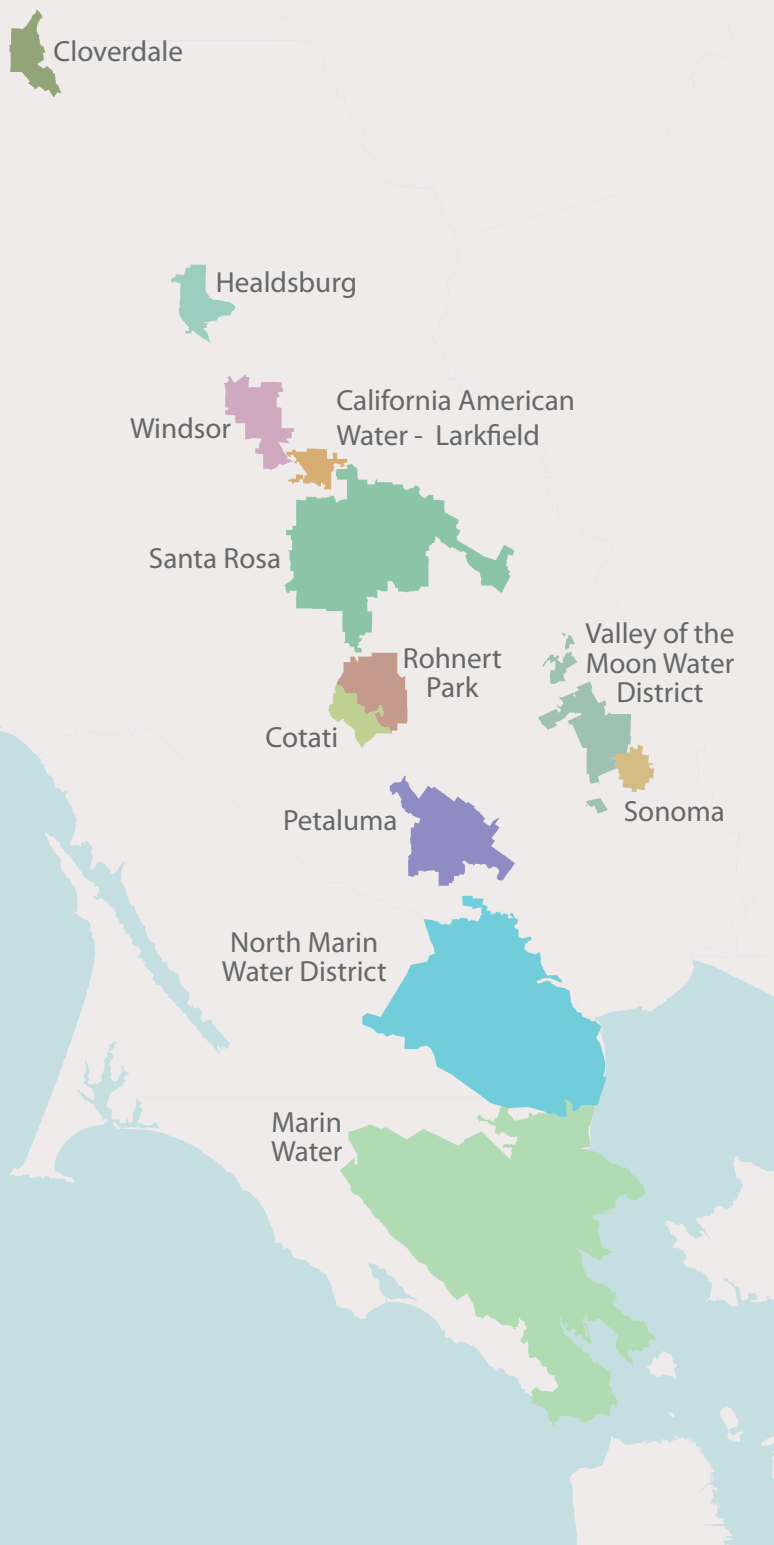 Cloverdale
Healdsburg
California American
Water - Larkfield
Windsor
Santa Rosa
Valley of the
Moon Water
District
Rohnert
Park
Cotati
Sonoma
Petaluma
North Marin
Water District
Marin
Water